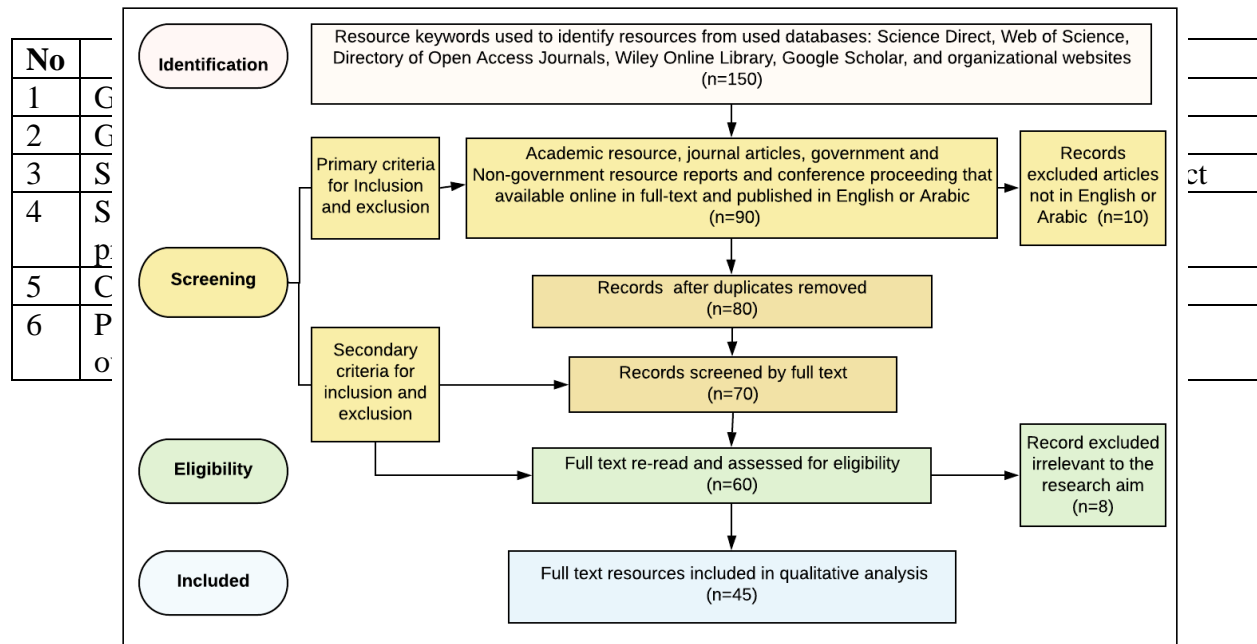 No
1 G
2 G
3 S
4 S
p
5 C
6 P
o
ct
Identification
Resource keywords used to identify resources from used databases: Science Direct, Web of Science,
Directory of Open Access Journals, Wiley Online Library, Google Scholar, and organizational websites
(n=150)
Primary criteria
for Inclusion
and exclusion
Academic resource, journal articles, government and
Non-government resource reports and conference proceeding that
available online in full-text and published in English or Arabic
(n=90)
Records
excluded articles
not in English or
Arabic (n=10)
Screening
Records after duplicates removed
(n=80)
Secondary
criteria for
inclusion and
exclusion
Records screened by full text
(n=70)
Eligibility
Full text re-read and assessed for eligibility
(n=60)
Record excluded
irrelevant to the
research aim
(n=8)
Included
Full text resources included in qualitative analysis
(n=45)